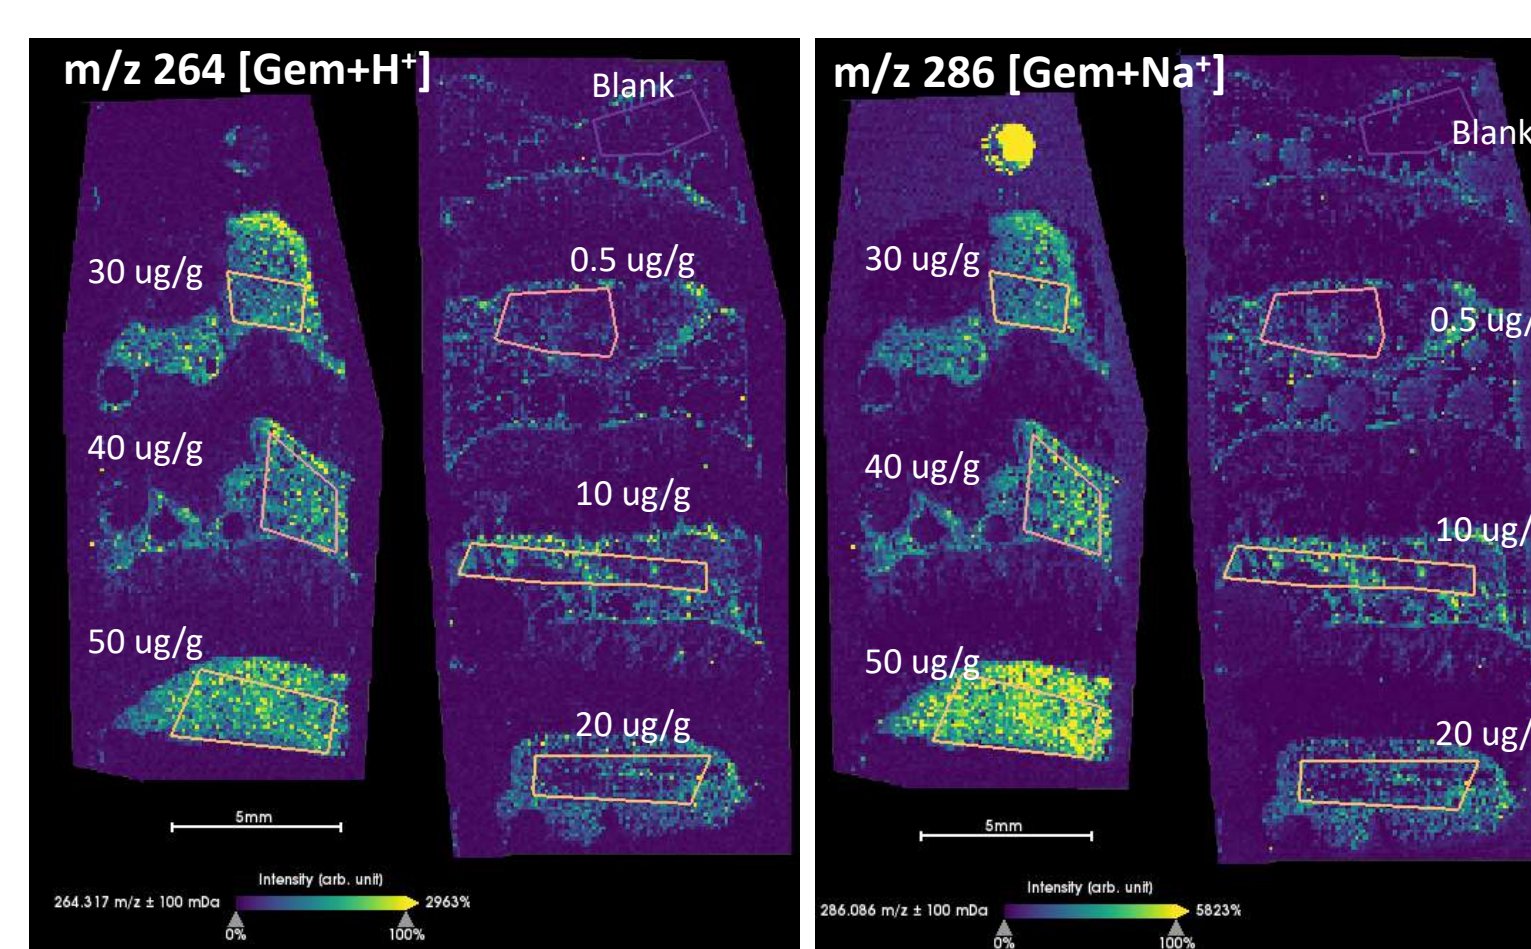 m/z 264 [Gem+H⁺]
Blank
30 ug/g
0.5 ug/g
40 ug/g
10 ug/g
50 ug/g
20 ug/g
5mm
Intensity (arb. unit)
264.317 m/z ± 100 mDa
2963%
0%
100%
m/z 286 [Gem+Na⁺]
Blank
30 ug/g
0.5 ug/
40 ug/g
10 ug/
50 ug/g
20 ug/
5mm
Intensity (arb. unit)
286.086 m/z ± 100 mDa
5823%
0%
100%